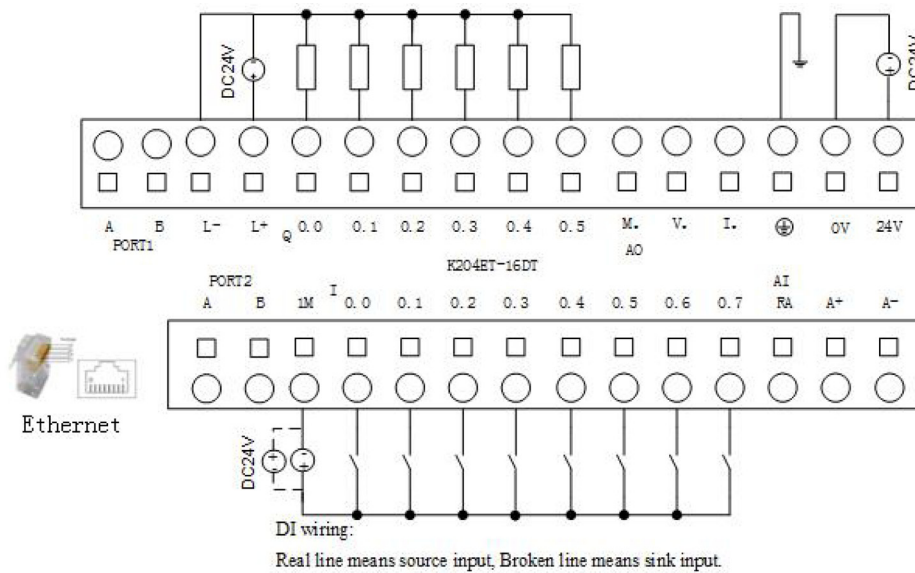 DC24V
DC24V
A B L- L+ Q 0.0 0.1 0.2 0.3 0.4 0.5 M. V. I. 0V 24V
PORT1 AO
K204ET-16DT
PORT2 I AI
A B 1M 0.0 0.1 0.2 0.3 0.4 0.5 0.6 0.7 RA A+ A-
Ethernet
DC24V
DI wiring:
Real line means source input, Broken line means sink input.